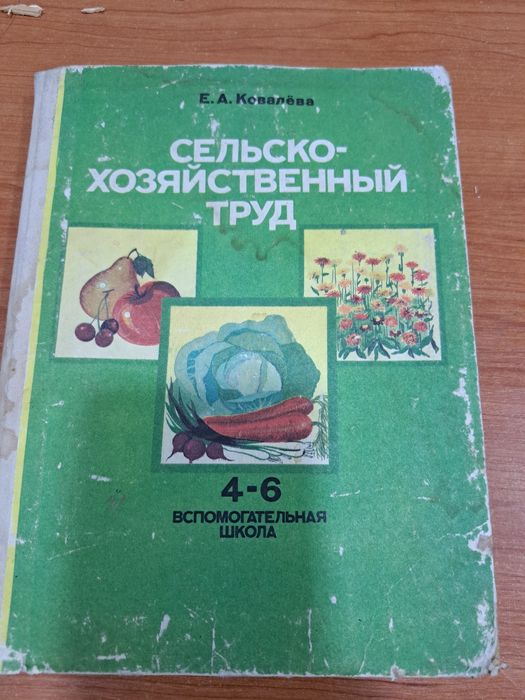 Е. А. Ковалёва
СЕЛЬСКО-
ХОЗЯЙСТВЕННЫЙ
ТРУД
4-6
ВСПОМОГАТЕЛЬНАЯ
ШКОЛА